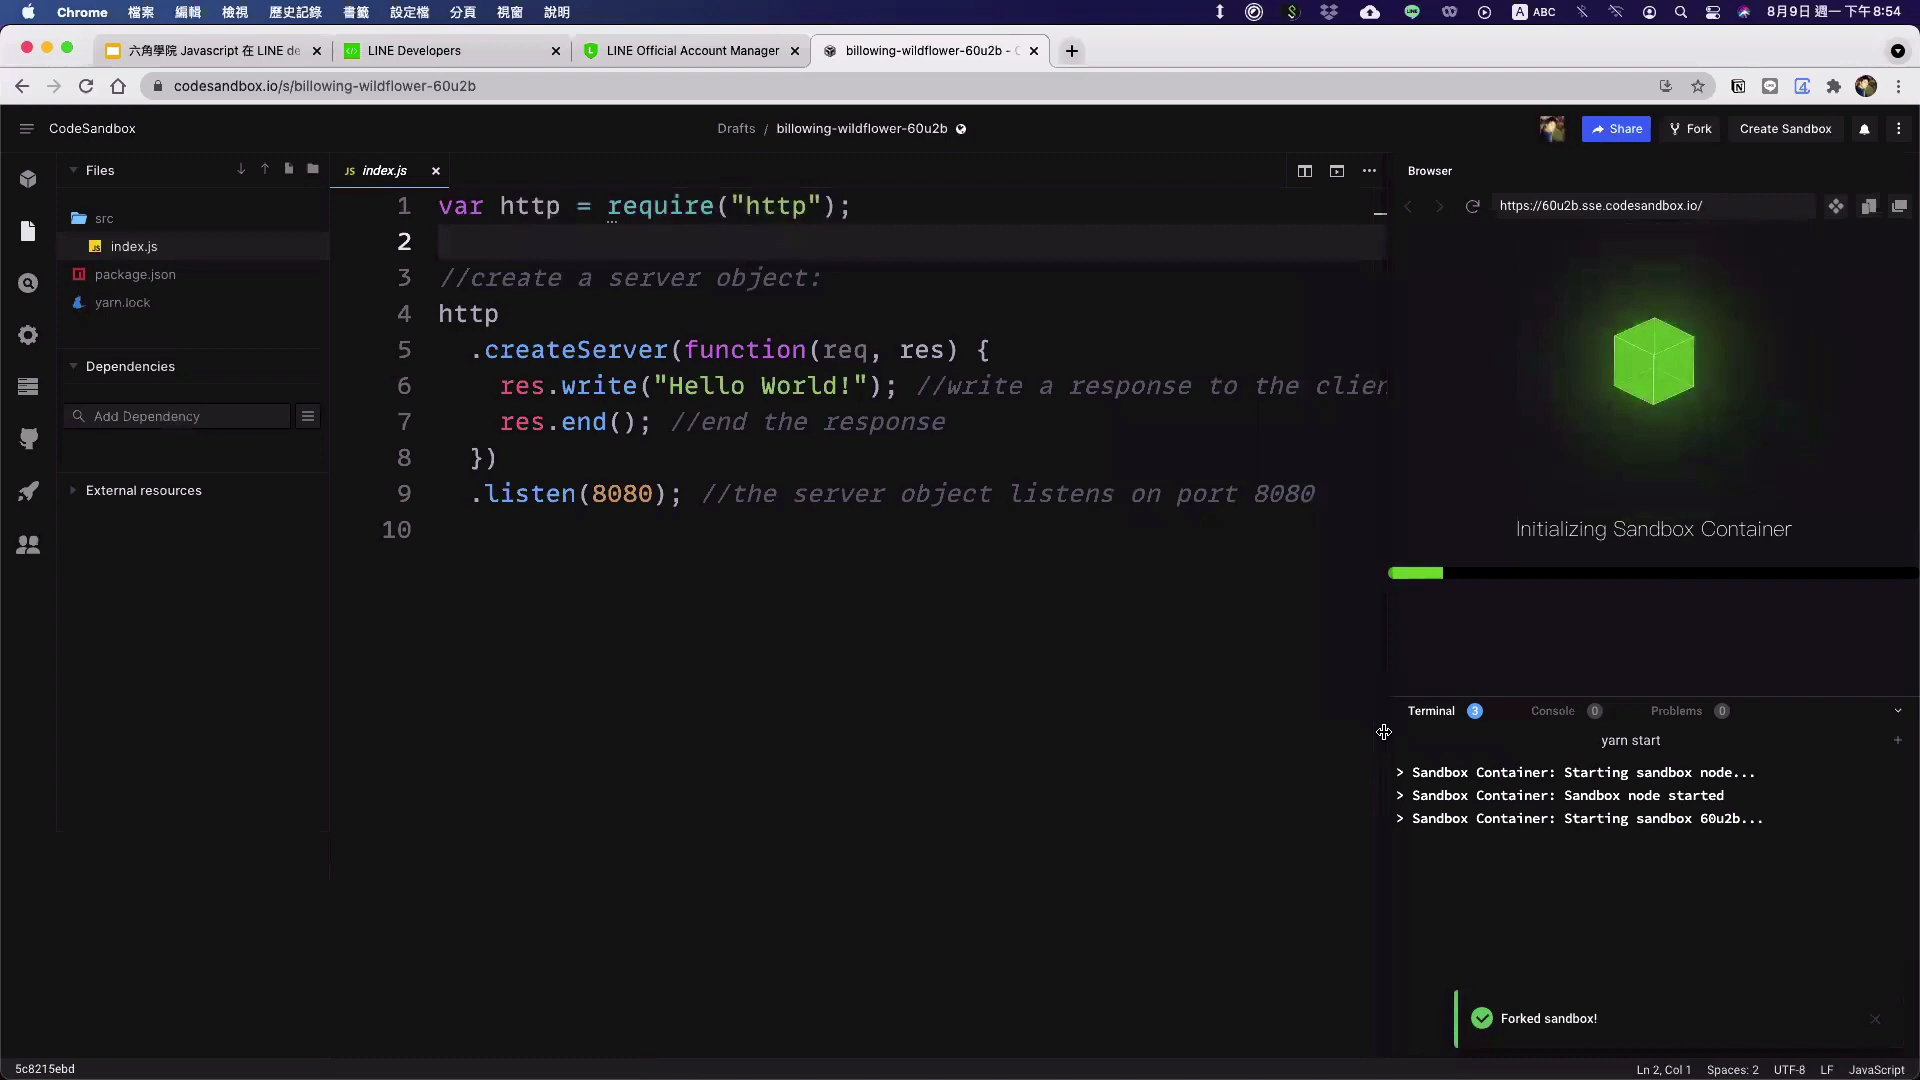 Chrome 檔案 編輯 檢視 歷史記錄 書籤 設定檔 分頁 視窗 說明 ABC 8月9日 週一 下午8:54
六角學院 Javascript 在 LINE de
LINE Developers
LINE Official Account Manager
billowing-wildflower-60u2b -
codesandbox.io/s/billowing-wildflower-60u2b
CodeSandbox
Drafts / billowing-wildflower-60u2b
Share
Fork
Create Sandbox
Files
src
index.js
package.json
yarn.lock
Dependencies
Add Dependency
External resources
index.js
1 var http = require("http");
2
3 //create a server object:
4 http
5 .createServer(function(req, res) {
6 res.write("Hello World!"); //write a response to the clien
7 res.end(); //end the response
8 })
9 .listen(8080); //the server object listens on port 8080
10
Browser
https://60u2b.sse.codesandbox.io/
Initializing Sandbox Container
Terminal 3 Console 0 Problems 0
yarn start
> Sandbox Container: Starting sandbox node...
> Sandbox Container: Sandbox node started
> Sandbox Container: Starting sandbox 60u2b...
Forked sandbox!
5c8215ebd
Ln 2, Col 1 Spaces: 2 UTF-8 LF JavaScript